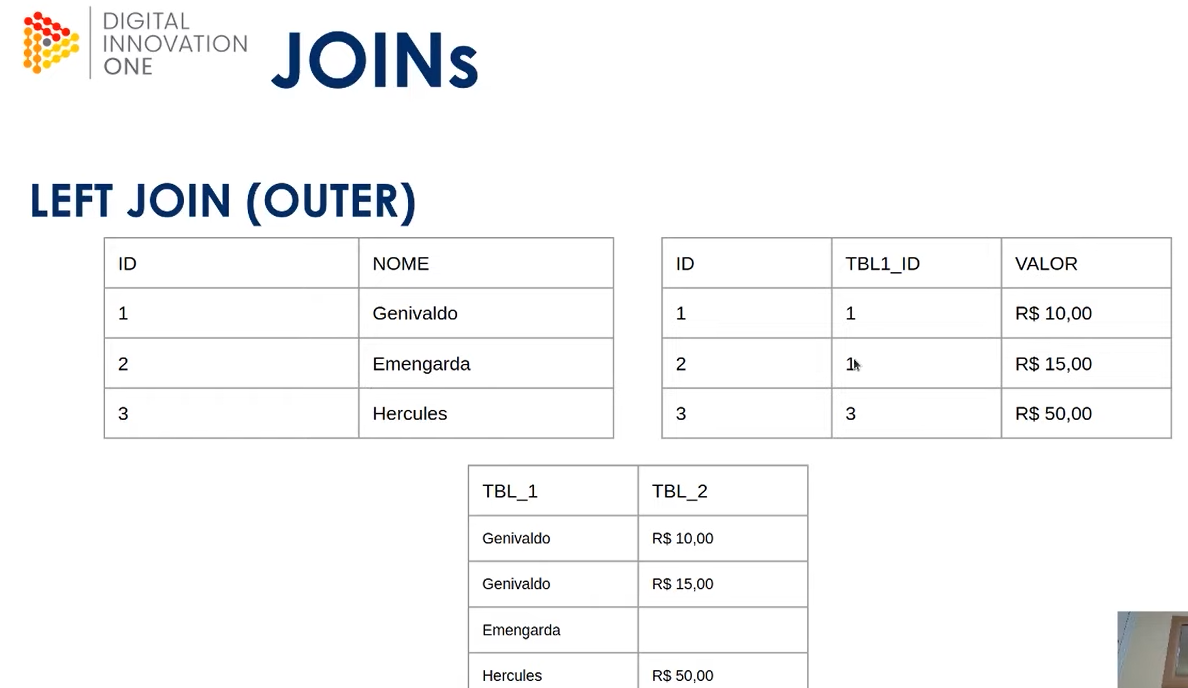 DIGITAL
INNOVATION
ONE
JOINs
LEFT JOIN (OUTER)
ID NOME
1 Genivaldo
2 Emengarda
3 Hercules
ID TBL1_ID VALOR
1 1 R$ 10,00
2 1 R$ 15,00
3 3 R$ 50,00
TBL_1 TBL_2
Genivaldo R$ 10,00
Genivaldo R$ 15,00
Emengarda
Hercules R$ 50,00